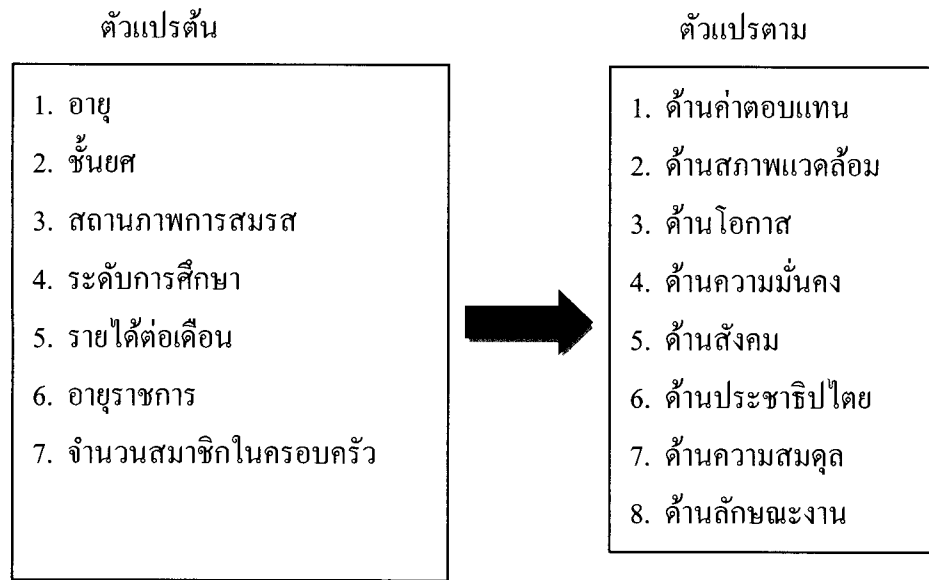 ตัวแปรต้น
1. อายุ
2. ชั้นยศ
3. สถานภาพการสมรส
4. ระดับการศึกษา
5. รายได้ต่อเดือน
6. อายุราชการ
7. จำนวนสมาชิกในครอบครัว
ตัวแปรตาม
1. ด้านค่าตอบแทน
2. ด้านสภาพแวดล้อม
3. ด้านโอกาส
4. ด้านความมั่นคง
5. ด้านสังคม
6. ด้านประชาธิปไตย
7. ด้านความสมดุล
8. ด้านลักษณะงาน